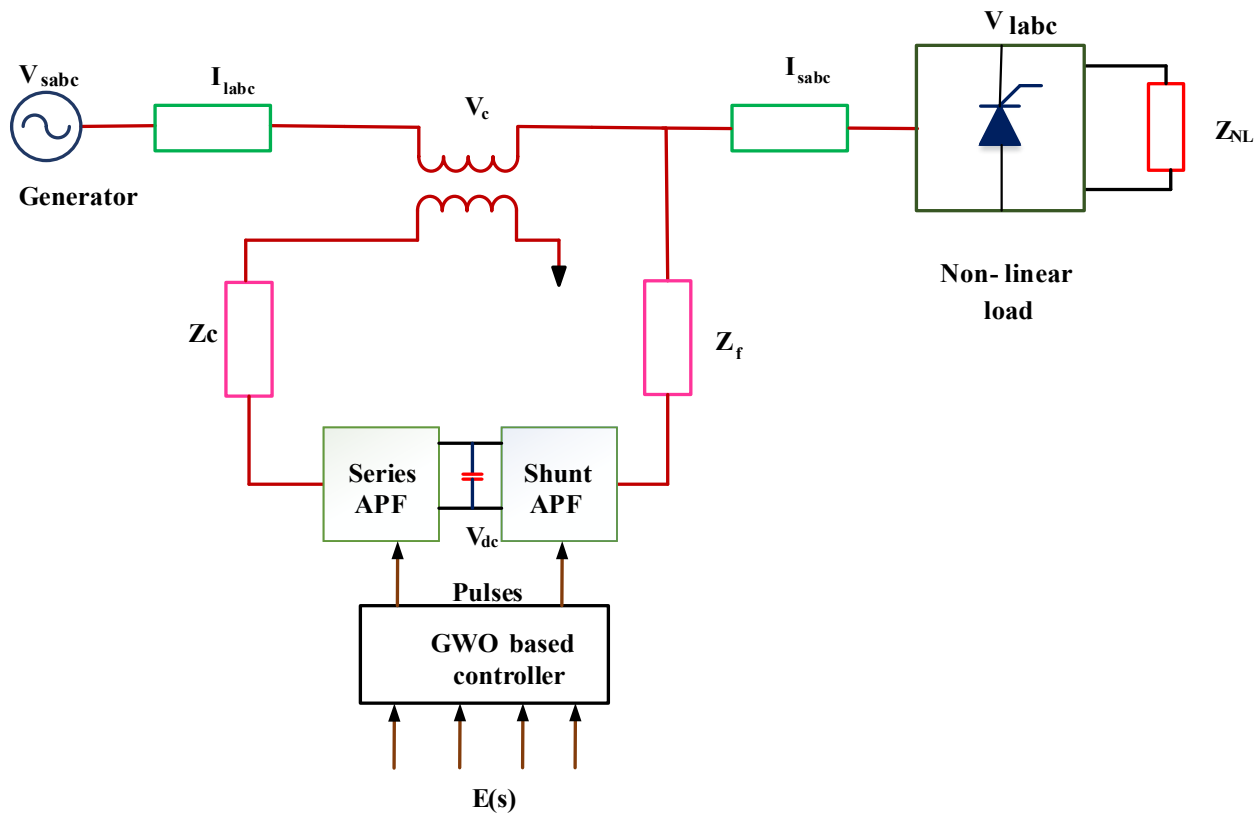 V labc
V sabc
I labc
I sabc
V c
Z NL
Generator
Non- linear
load
Zc
Z f
Series
APF
Shunt
APF
V dc
Pulses
GWO based
controller
E(s)